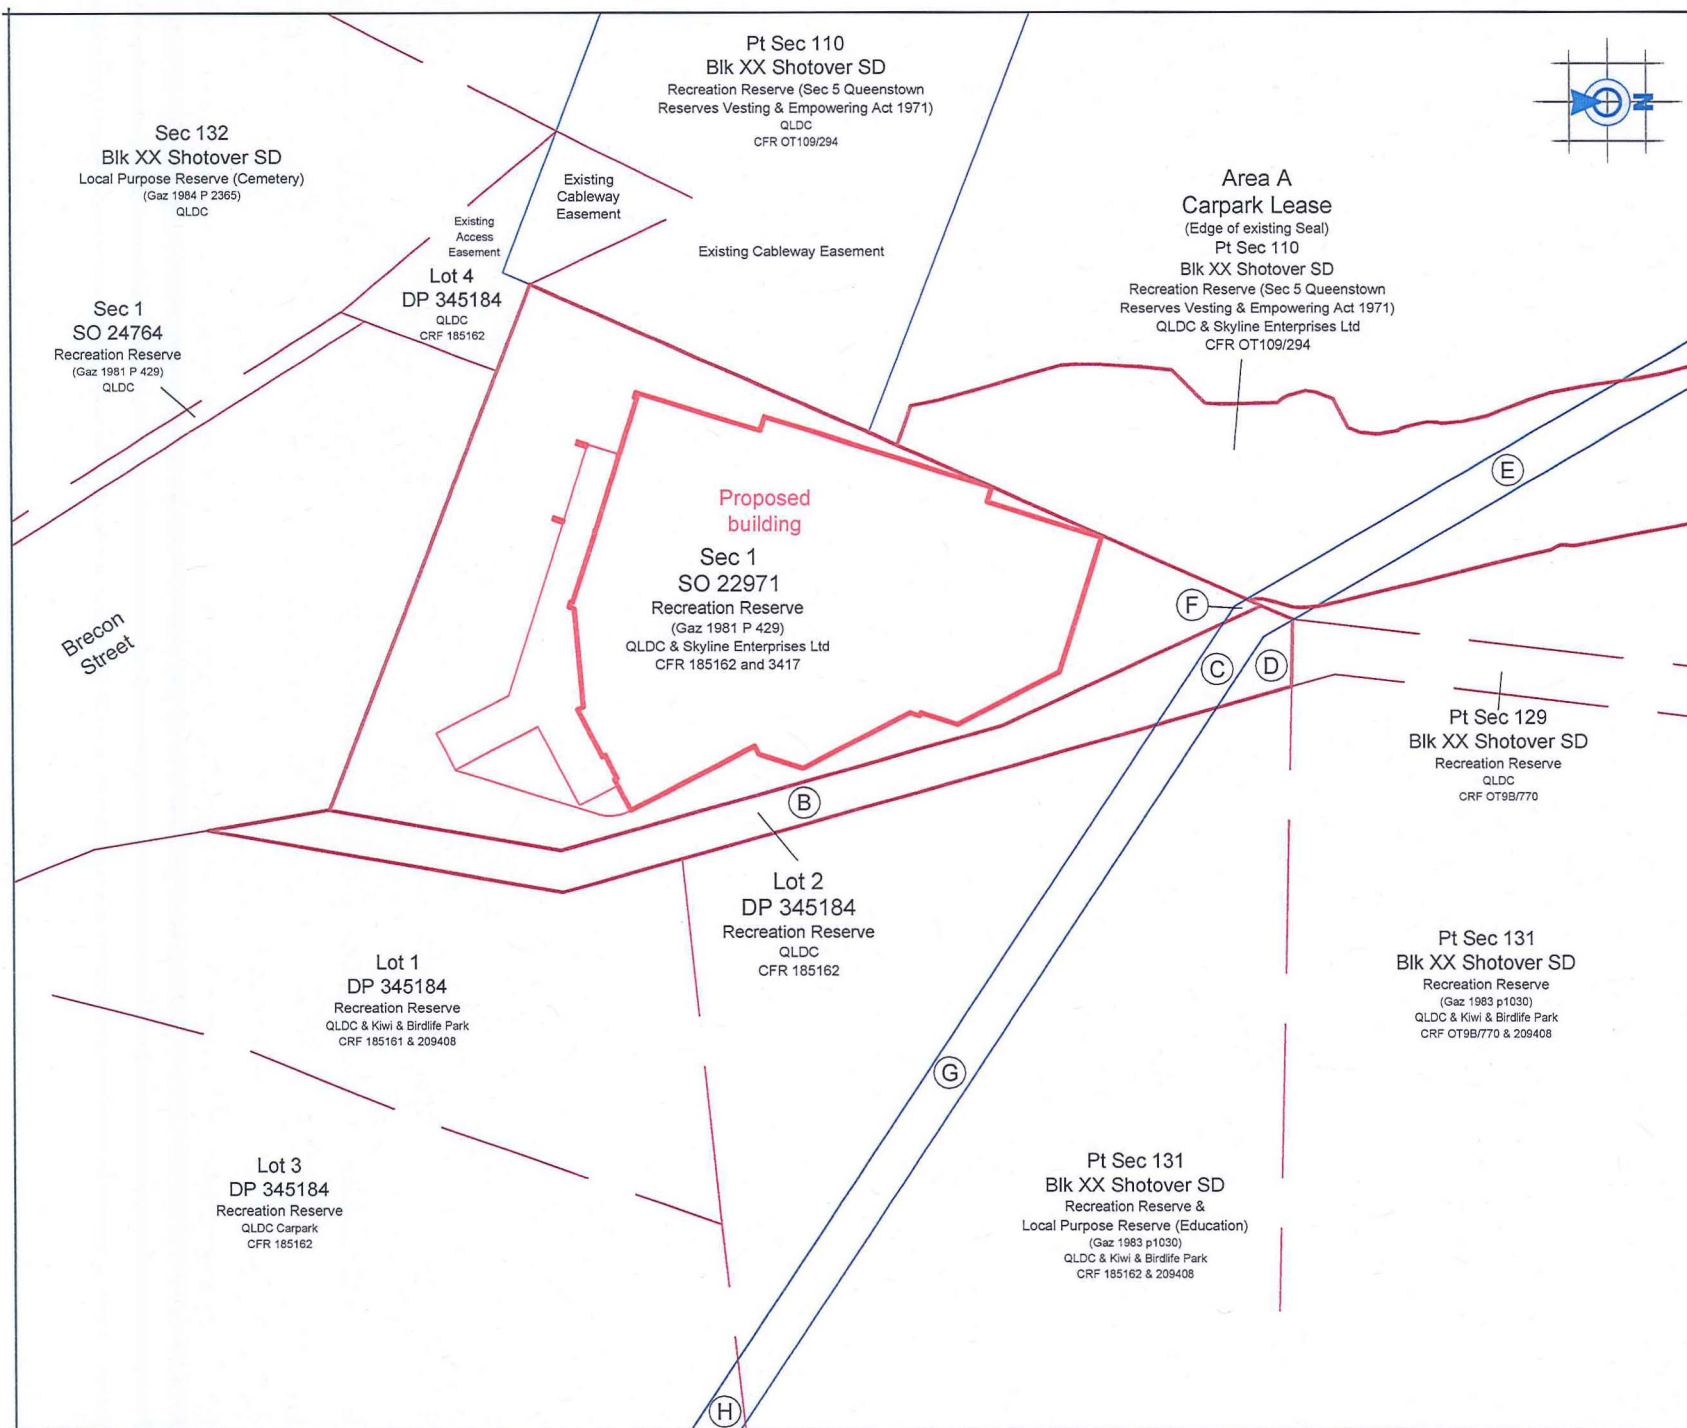 Pt Sec 110
Blk XX Shotover SD
Recreation Reserve (Sec 5 Queenstown
Reserves Vesting & Empowering Act 1971)
QLDC
CFR OT109/294
N
Sec 132
Blk XX Shotover SD
Local Purpose Reserve (Cemetery)
(Gaz 1984 P 2365)
QLDC
Existing
Cableway
Easement
Existing
Access
Easement
Existing Cableway Easement
Area A
Carpark Lease
(Edge of existing Seal)
Pt Sec 110
Blk XX Shotover SD
Recreation Reserve (Sec 5 Queenstown
Reserves Vesting & Empowering Act 1971)
QLDC & Skyline Enterprises Ltd
CFR OT109/294
Lot 4
DP 345184
QLDC
CRF 185162
Sec 1
SO 24764
Recreation Reserve
(Gaz 1981 P 429)
QLDC
E
Proposed
building
Sec 1
SO 22971
Recreation Reserve
(Gaz 1981 P 429)
QLDC & Skyline Enterprises Ltd
CFR 185162 and 3417
Brecon
Street
F
C
D
Pt Sec 129
Blk XX Shotover SD
Recreation Reserve
QLDC
CRF OT9B/770
B
Lot 2
DP 345184
Recreation Reserve
QLDC
CFR 185162
Lot 1
DP 345184
Recreation Reserve
QLDC & Kiwi & Birdlife Park
CRF 185161 & 209408
Pt Sec 131
Blk XX Shotover SD
Recreation Reserve
(Gaz 1983 p1030)
QLDC & Kiwi & Birdlife Park
CRF OT9B/770 & 209408
G
Lot 3
DP 345184
Recreation Reserve
QLDC Carpark
CFR 185162
Pt Sec 131
Blk XX Shotover SD
Recreation Reserve &
Local Purpose Reserve (Education)
(Gaz 1983 p1030)
QLDC & Kiwi & Birdlife Park
CRF 185162 & 209408
H